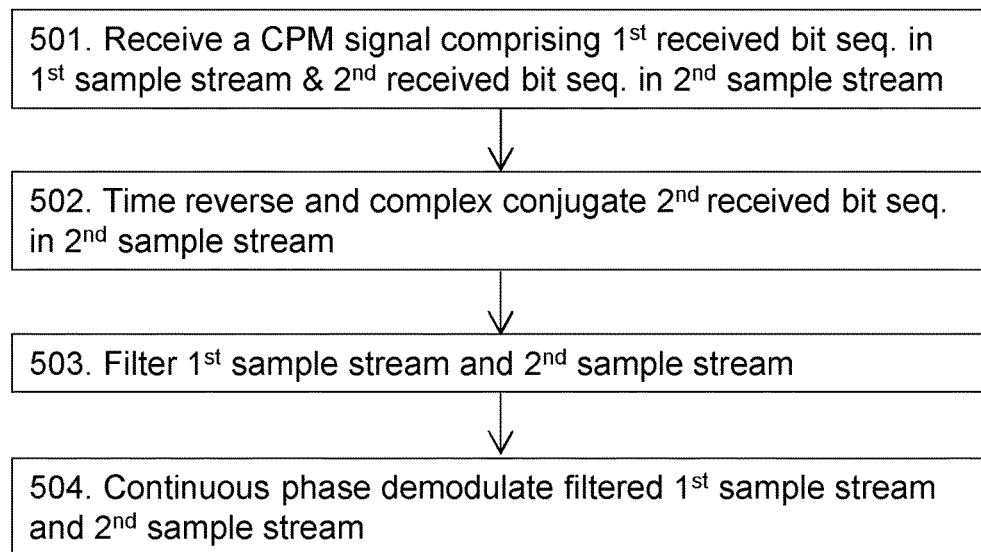 501. Receive a CPM signal comprising 1st received bit seq. in
1st sample stream & 2nd received bit seq. in 2nd sample stream
502. Time reverse and complex conjugate 2nd received bit seq.
in 2nd sample stream
503. Filter 1st sample stream and 2nd sample stream
504. Continuous phase demodulate filtered 1st sample stream
and 2nd sample stream